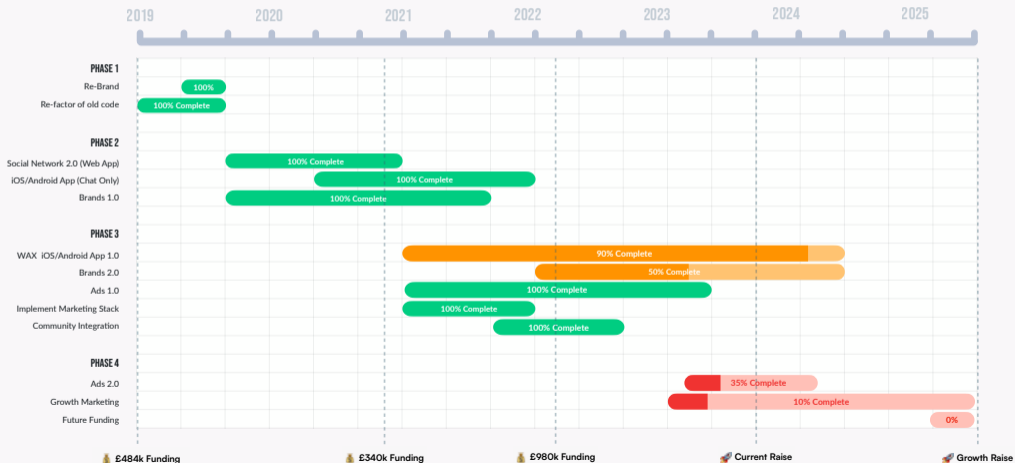 2019 2020 2021 2022 2023 2024 2025
PHASE 1
Re-Brand 100%
Re-factor of old code 100% Complete
PHASE 2
Social Network 2.0 (Web App) 100% Complete
iOS/Android App (Chat Only) 100% Complete
Brands 1.0 100% Complete
PHASE 3
WAX iOS/Android App 1.0 90% Complete
Brands 2.0 50% Complete
Ads 1.0 100% Complete
Implement Marketing Stack 100% Complete
Community Integration 100% Complete
PHASE 4
Ads 2.0 35% Complete
Growth Marketing 10% Complete
Future Funding 0%
💰 £484k Funding 💰 £340k Funding 💰 £980k Funding 🚀 Current Raise 🚀 Growth Raise